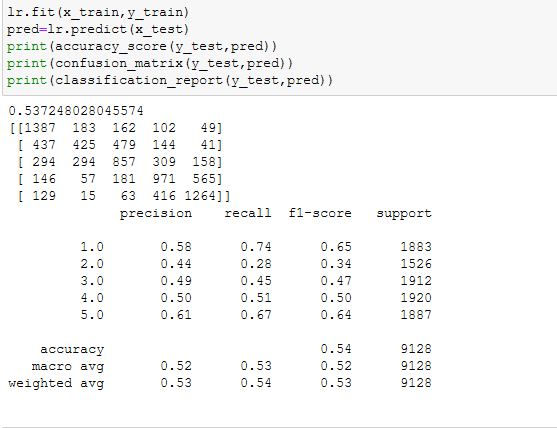 lr.fit(x_train,y_train)
pred=lr.predict(x_test)
print(accuracy_score(y_test,pred))
print(confusion_matrix(y_test,pred))
print(classification_report(y_test,pred))
0.537248028045574
[[1387 183 162 102 49]
[ 437 425 479 144 41]
[ 294 294 857 309 158]
[ 146 57 181 971 565]
[ 129 15 63 416 1264]]
precision recall f1-score support
1.0 0.58 0.74 0.65 1883
2.0 0.44 0.28 0.34 1526
3.0 0.49 0.45 0.47 1912
4.0 0.50 0.51 0.50 1920
5.0 0.61 0.67 0.64 1887
accuracy 0.54 9128
macro avg 0.52 0.53 0.52 9128
weighted avg 0.53 0.54 0.53 9128